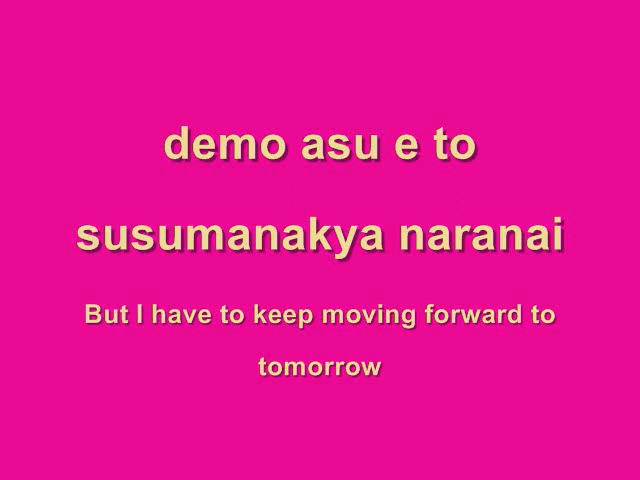 demo asu e to
susumanakya naranai
But I have to keep moving forward to
tomorrow